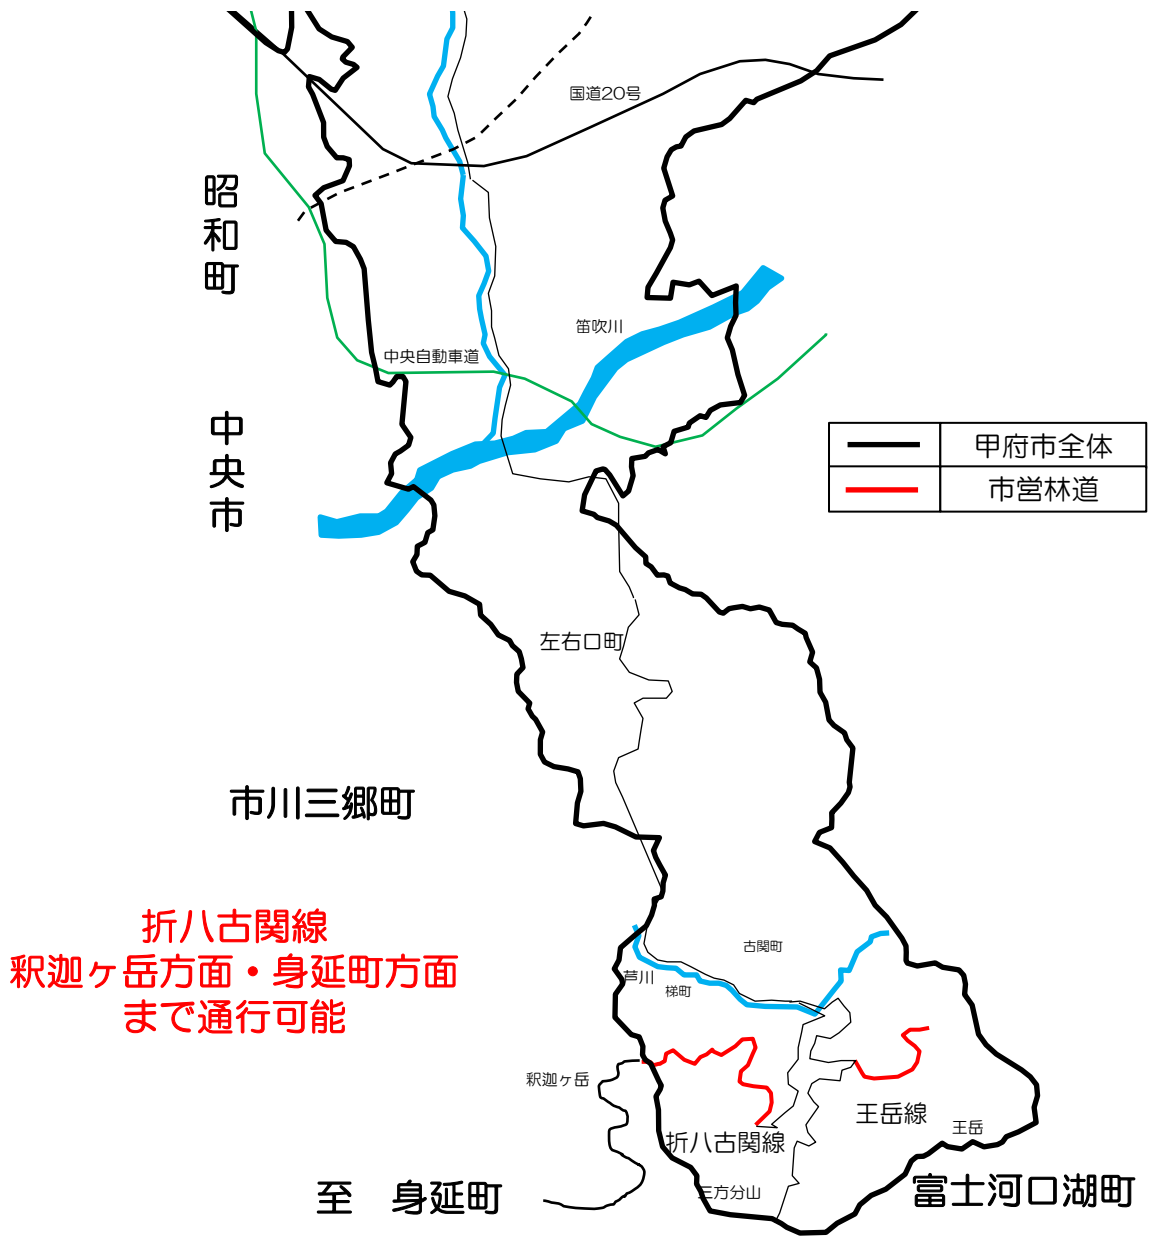 国道20号
昭和町
笛吹川
中央自動車道
中央市
甲府市全体
市営林道
左右口町
市川三郷町
折八古関線
釈迦ヶ岳方面・身延町方面
まで通行可能
古関町
芦川
梯町
釈迦ヶ岳
王岳線
王岳
折八古関線
三方分山
至　身延町
富士河口湖町